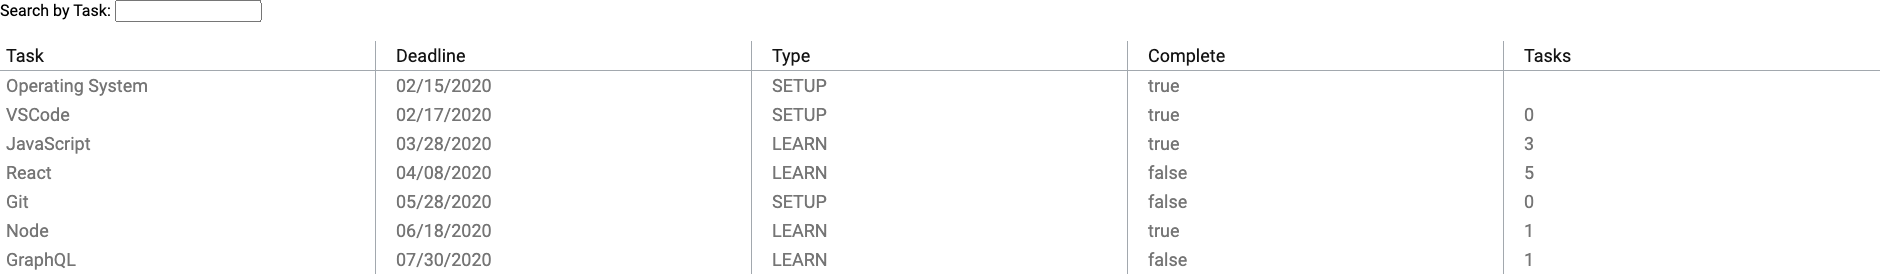 Search by Task:
Task Deadline Type Complete Tasks
Operating System 02/15/2020 SETUP true
VSCode 02/17/2020 SETUP true 0
JavaScript 03/28/2020 LEARN true 3
React 04/08/2020 LEARN false 5
Git 05/28/2020 SETUP false 0
Node 06/18/2020 LEARN true 1
GraphQL 07/30/2020 LEARN false 1